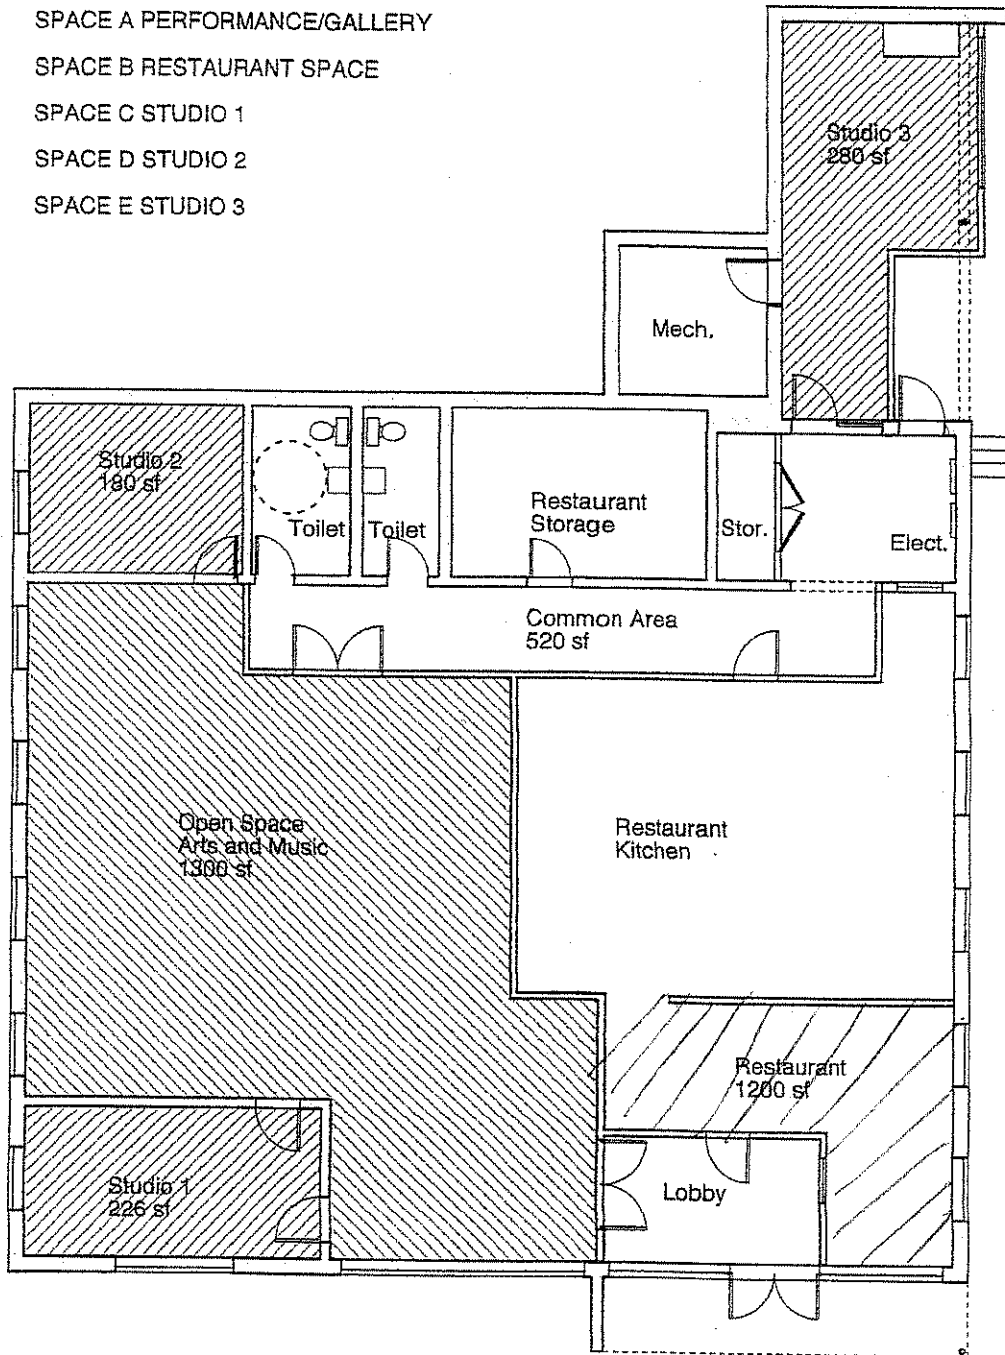 SPACE A PERFORMANCE/GALLERY
SPACE B RESTAURANT SPACE
SPACE C STUDIO 1
SPACE D STUDIO 2
SPACE E STUDIO 3
Studio 3
280 sf
Mech.
Studio 2
180 sf
Toilet
Toilet
Restaurant
Storage
Stor.
Elect.
Common Area
520 sf
Open Space
Arts and Music
1300 sf
Restaurant
Kitchen
Restaurant
1200 sf
Studio 1
226 sf
Lobby